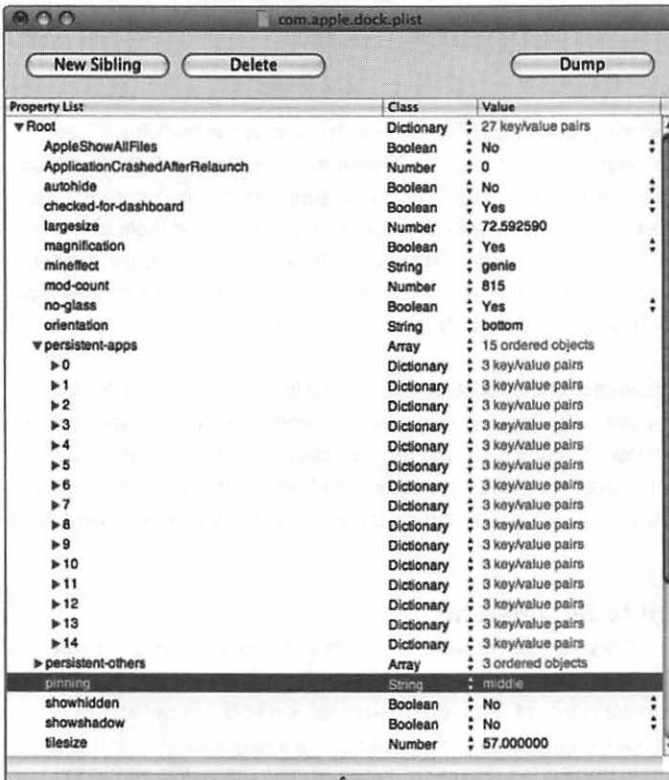 com.apple.dock.plist
New Sibling Delete Dump
Property List Class Value
Root Dictionary 27 key/value pairs
AppleShowAllFiles Boolean No
ApplicationCrashedAfterRelaunch Number 0
autohide Boolean No
checked-for-dashboard Boolean Yes
largesize Number 72.592590
magnification Boolean Yes
mineffect String genie
mod-count Number 815
no-glass Boolean Yes
orientation String bottom
persistent-apps Array 15 ordered objects
0 Dictionary 3 key/value pairs
1 Dictionary 3 key/value pairs
2 Dictionary 3 key/value pairs
3 Dictionary 3 key/value pairs
4 Dictionary 3 key/value pairs
5 Dictionary 3 key/value pairs
6 Dictionary 3 key/value pairs
7 Dictionary 3 key/value pairs
8 Dictionary 3 key/value pairs
9 Dictionary 3 key/value pairs
10 Dictionary 3 key/value pairs
11 Dictionary 3 key/value pairs
12 Dictionary 3 key/value pairs
13 Dictionary 3 key/value pairs
14 Dictionary 3 key/value pairs
persistent-others Array 3 ordered objects
pinning String middle
showhidden Boolean No
showshadow Boolean No
tilesize Number 57.000000